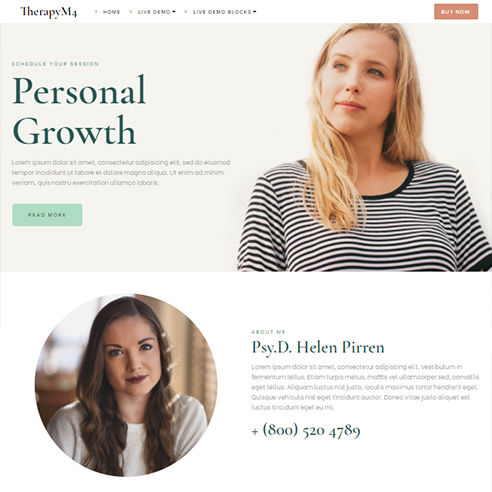 TherapyM4
HOME
LIVE DEMO
LIVE DEMO BLOCKS
BUY NOW
SCHEDULE YOUR SESSION
Personal
Growth
Lorem ipsum dolor sit amet, consectetur adipisicing elit, sed do eiusmod
tempor incididunt ut labore et dolore magna aliqua. Ut enim ad minim
veniam, quis nostru exercitation ullamco laboris.
READ MORE
ABOUT ME
Psy.D. Helen Pirren
Lorem ipsum dolor sit amet, consectetur adipiscing elit. Vestibulum in
fermentum tellus. Etiam turpis metus, mattis vel ullamcorper sed, convallis
eget tellus. Aliquam luctus nisl justo, iaculis maximus tortor hendrerit eget.
Quisque vehicula nisl eget tincidunt auctor. Donec vitae justo aliquet est
luctus tincidunt eget eu mi.
+ (800) 520 4789